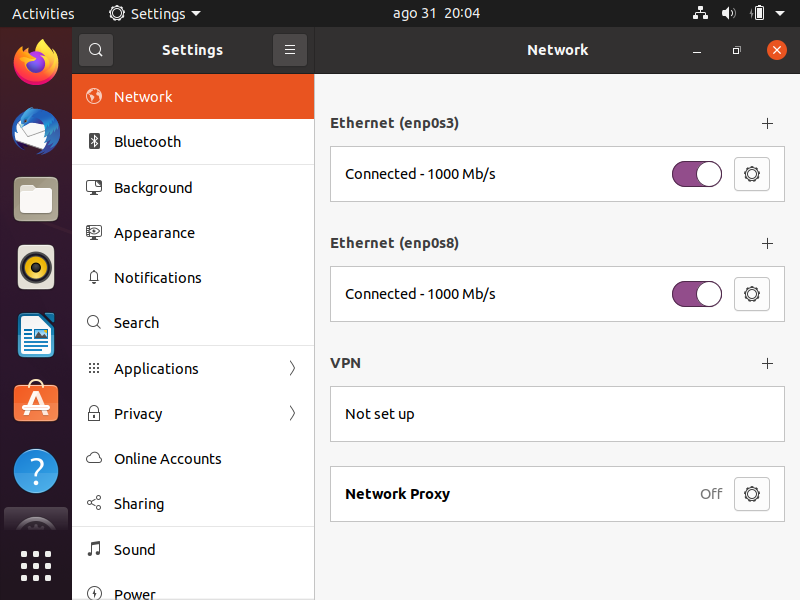 Activities
Settings
ago 31 20:04
Settings
Network
Network
Bluetooth
Background
Appearance
Notifications
Search
Applications
Privacy
Online Accounts
Sharing
Sound
Power
Ethernet (enp0s3)
Connected - 1000 Mb/s
Ethernet (enp0s8)
Connected - 1000 Mb/s
VPN
Not set up
Network Proxy
Off